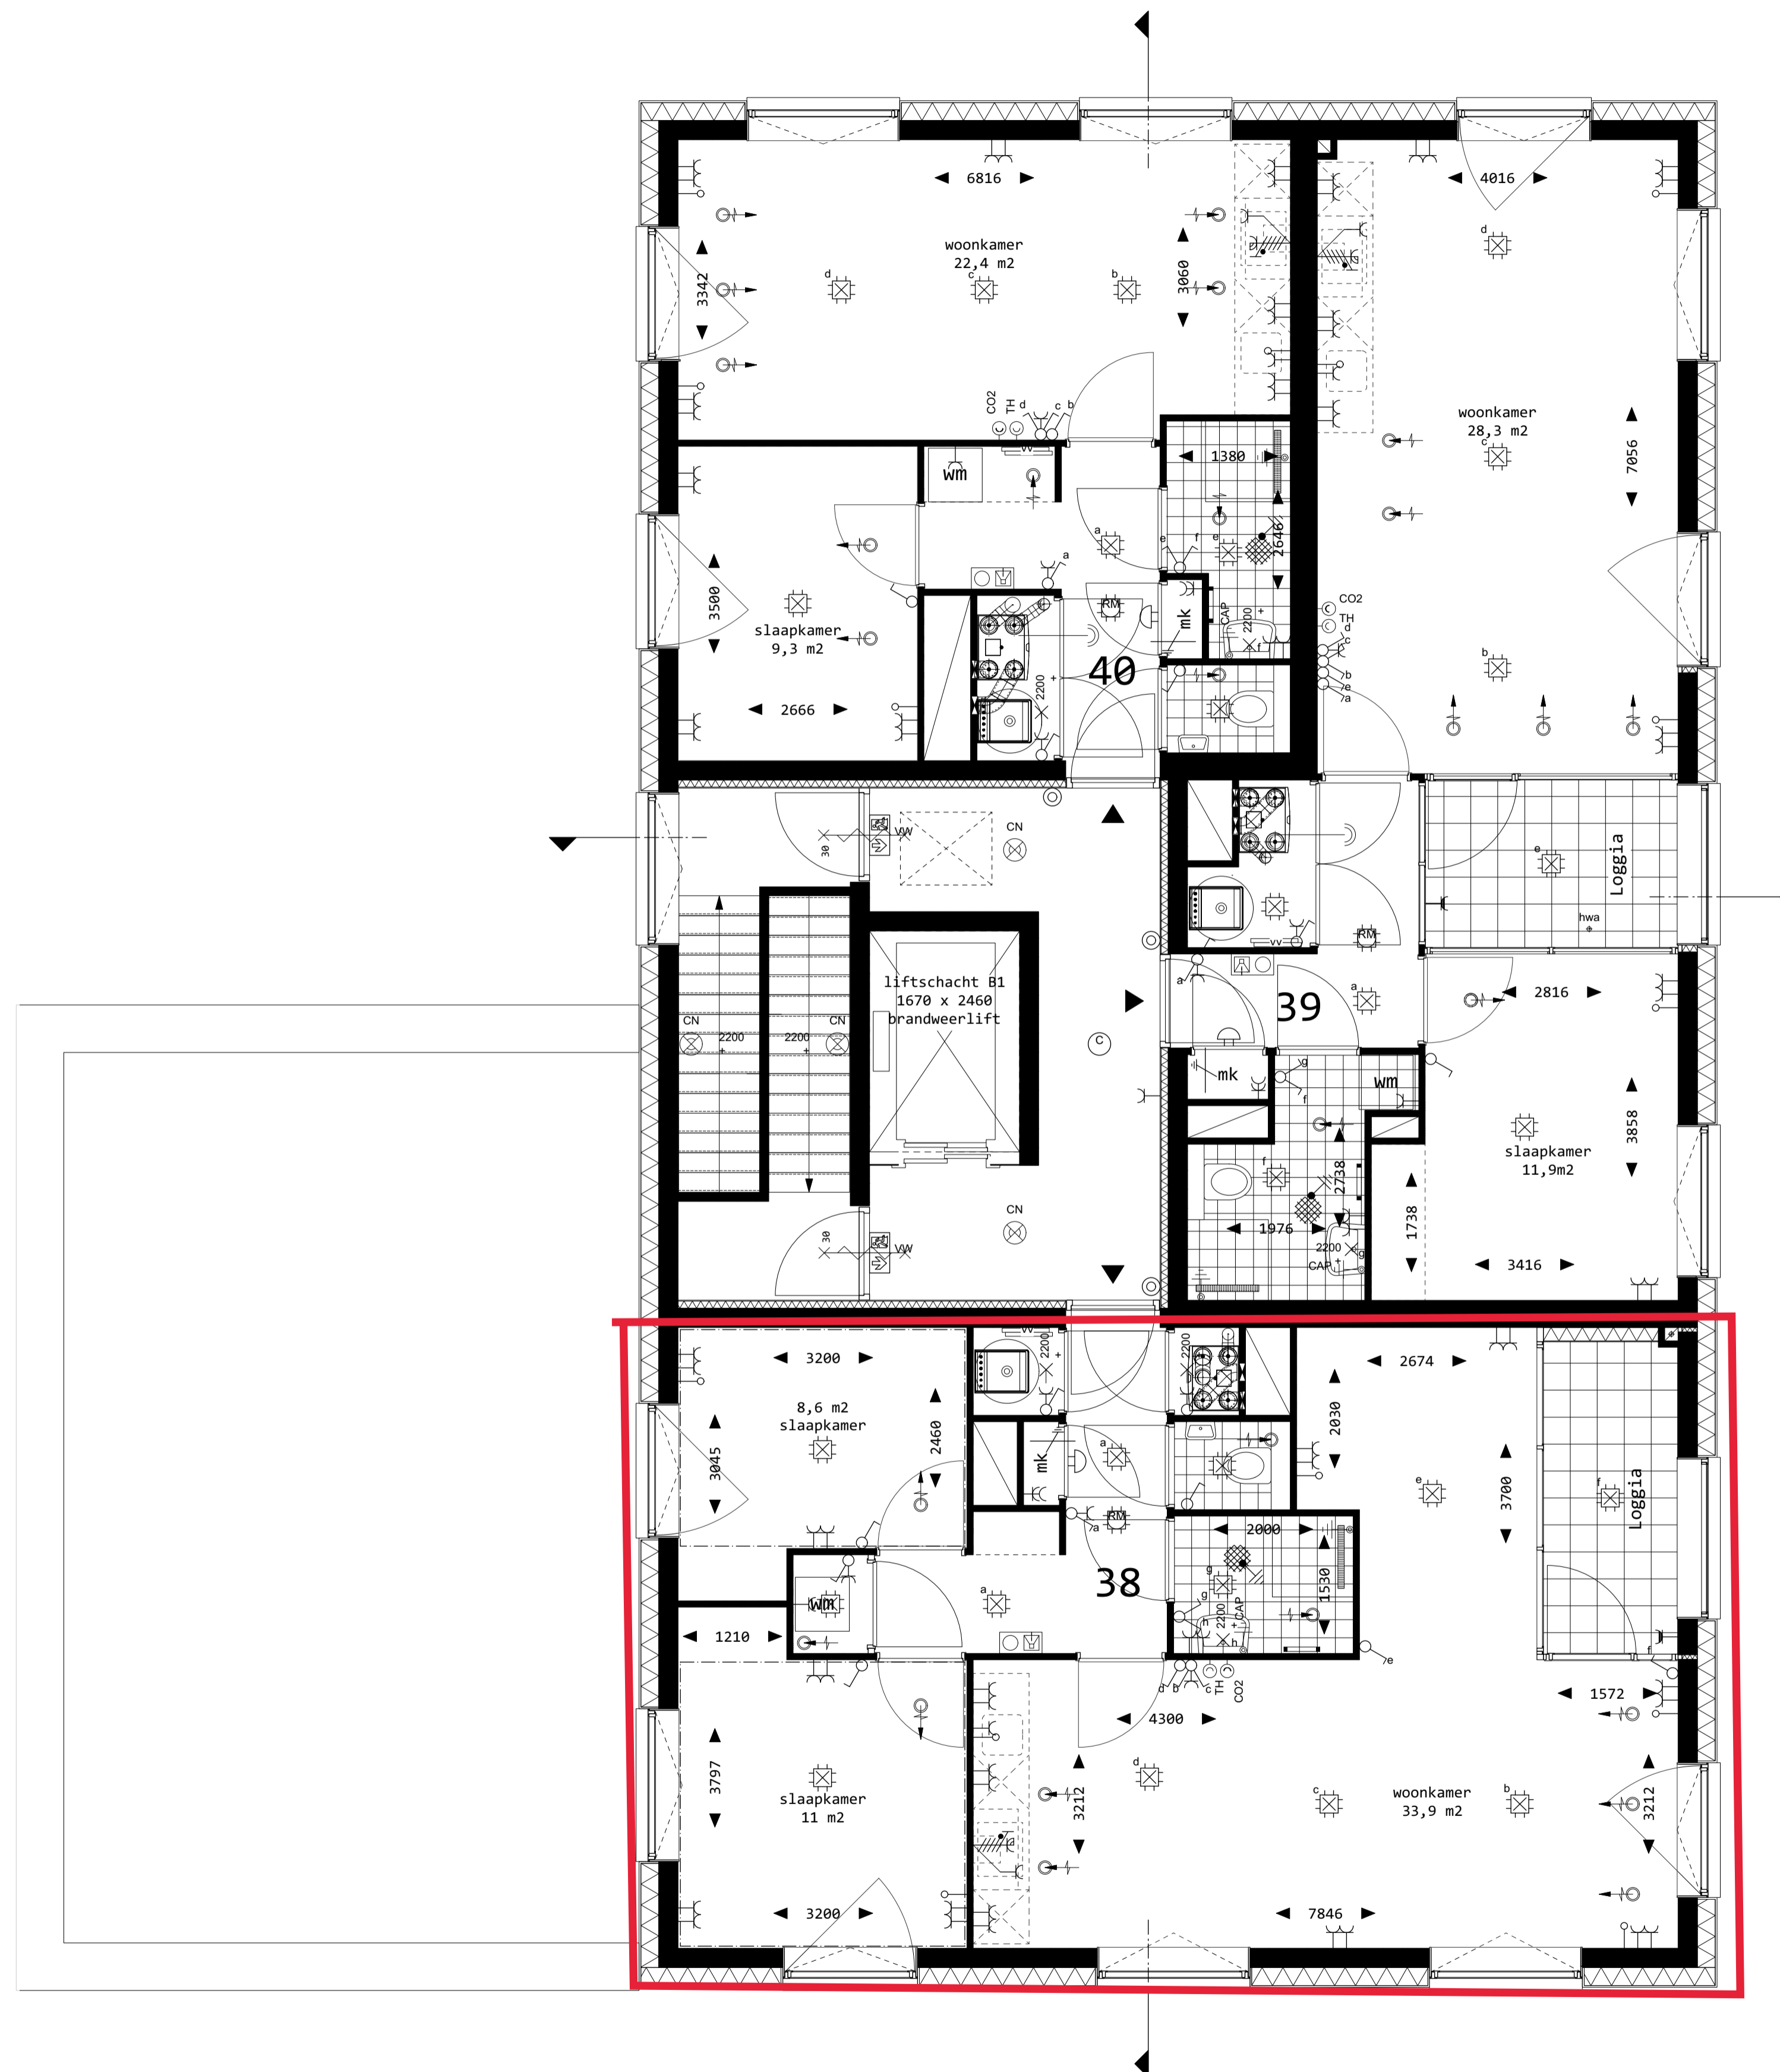 6816
4016
woonkamer
22,4 m2
d
c
b
3342
3060
d
CO2
TH
d
c
b
woonkamer
28,3 m2
c
7056
wm
vv
1380
a
e
f
e
2646
a
3500
slaapkamer
9,3 m2
RM
mk
CAP
2200
f
CO2
TH
d
c
b
e
a
b
40
2200
2666
CN
VW
30
e
Loggia
hwa
RM
vv
liftschacht B1
1670 x 2460
brandweerlift
a
39
a
2816
CN
2200
2200
CN
C
mk
g
f
wm
3858
slaapkamer
11,9m2
f
2738
1738
1976
2200
CAP
g
3416
CN
VW
30
3200
vv
2200
2200
2674
8,6 m2
slaapkamer
2460
3045
2030
3700
mk
a
e
f
Loggia
RM
a
2000
1530
38
g
g
h
2200
CAP
h
wm
a
1210
e
f
d
b
c
TH
CO2
1572
4300
3797
slaapkamer
11 m2
d
3212
c
woonkamer
33,9 m2
b
3212
3200
7846